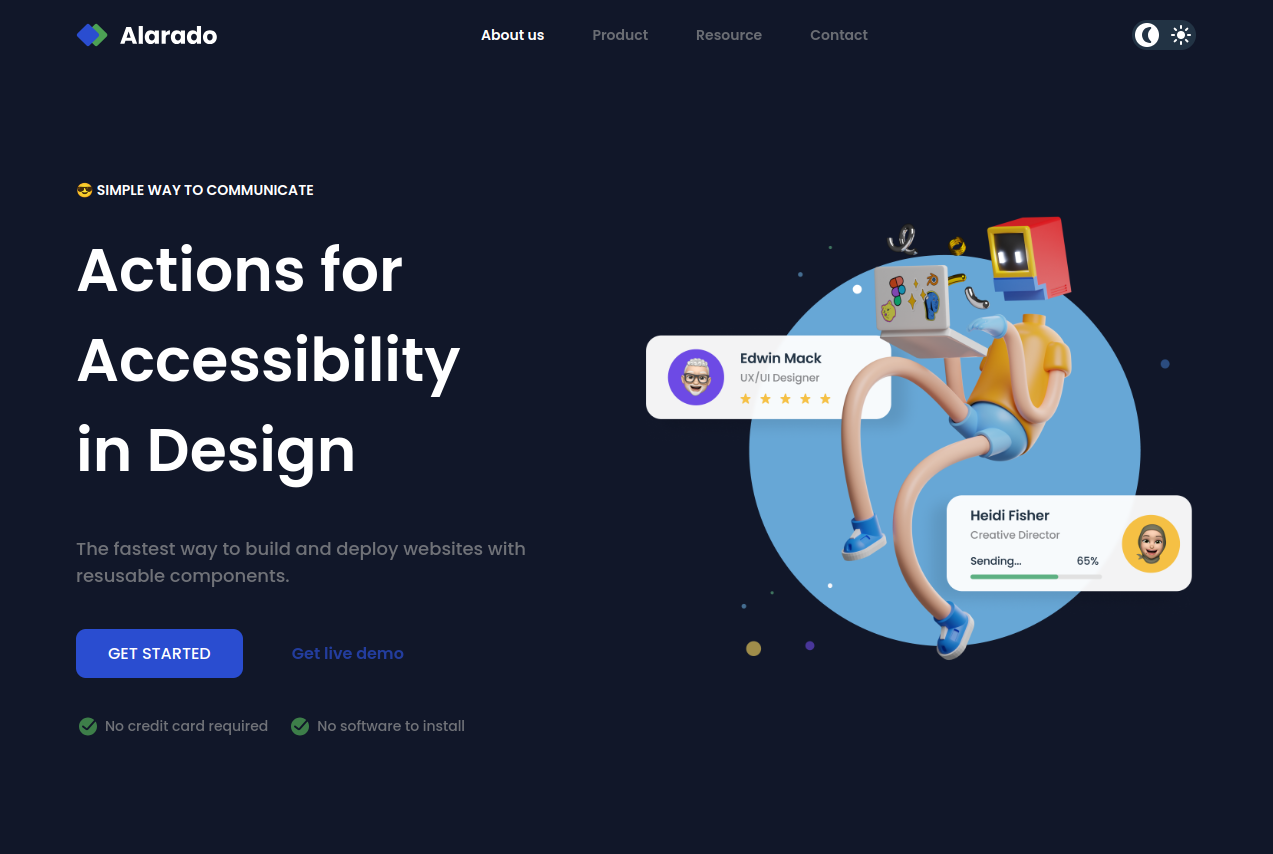 Alarado
About us
Product
Resource
Contact
😎 SIMPLE WAY TO COMMUNICATE
Actions for
Accessibility
in Design
The fastest way to build and deploy websites with
resusable components.
GET STARTED
Get live demo
No credit card required
No software to install
Edwin Mack
UX/UI Designer
Heidi Fisher
Creative Director
Sending... 65%